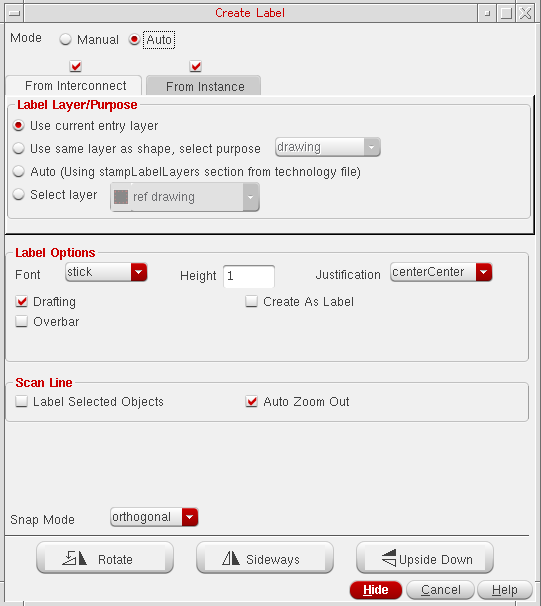 Create Label
Mode Manual Auto
From Interconnect From Instance
Label Layer/Purpose
Use current entry layer
Use same layer as shape, select purpose drawing
Auto (Using stampLabelLayers section from technology file)
Select layer ref drawing
Label Options
Font stick Height 1 Justification centerCenter
Drafting Create As Label
Overbar
Scan Line
Label Selected Objects Auto Zoom Out
Snap Mode orthogonal
Rotate Sideways Upside Down
Hide Cancel Help